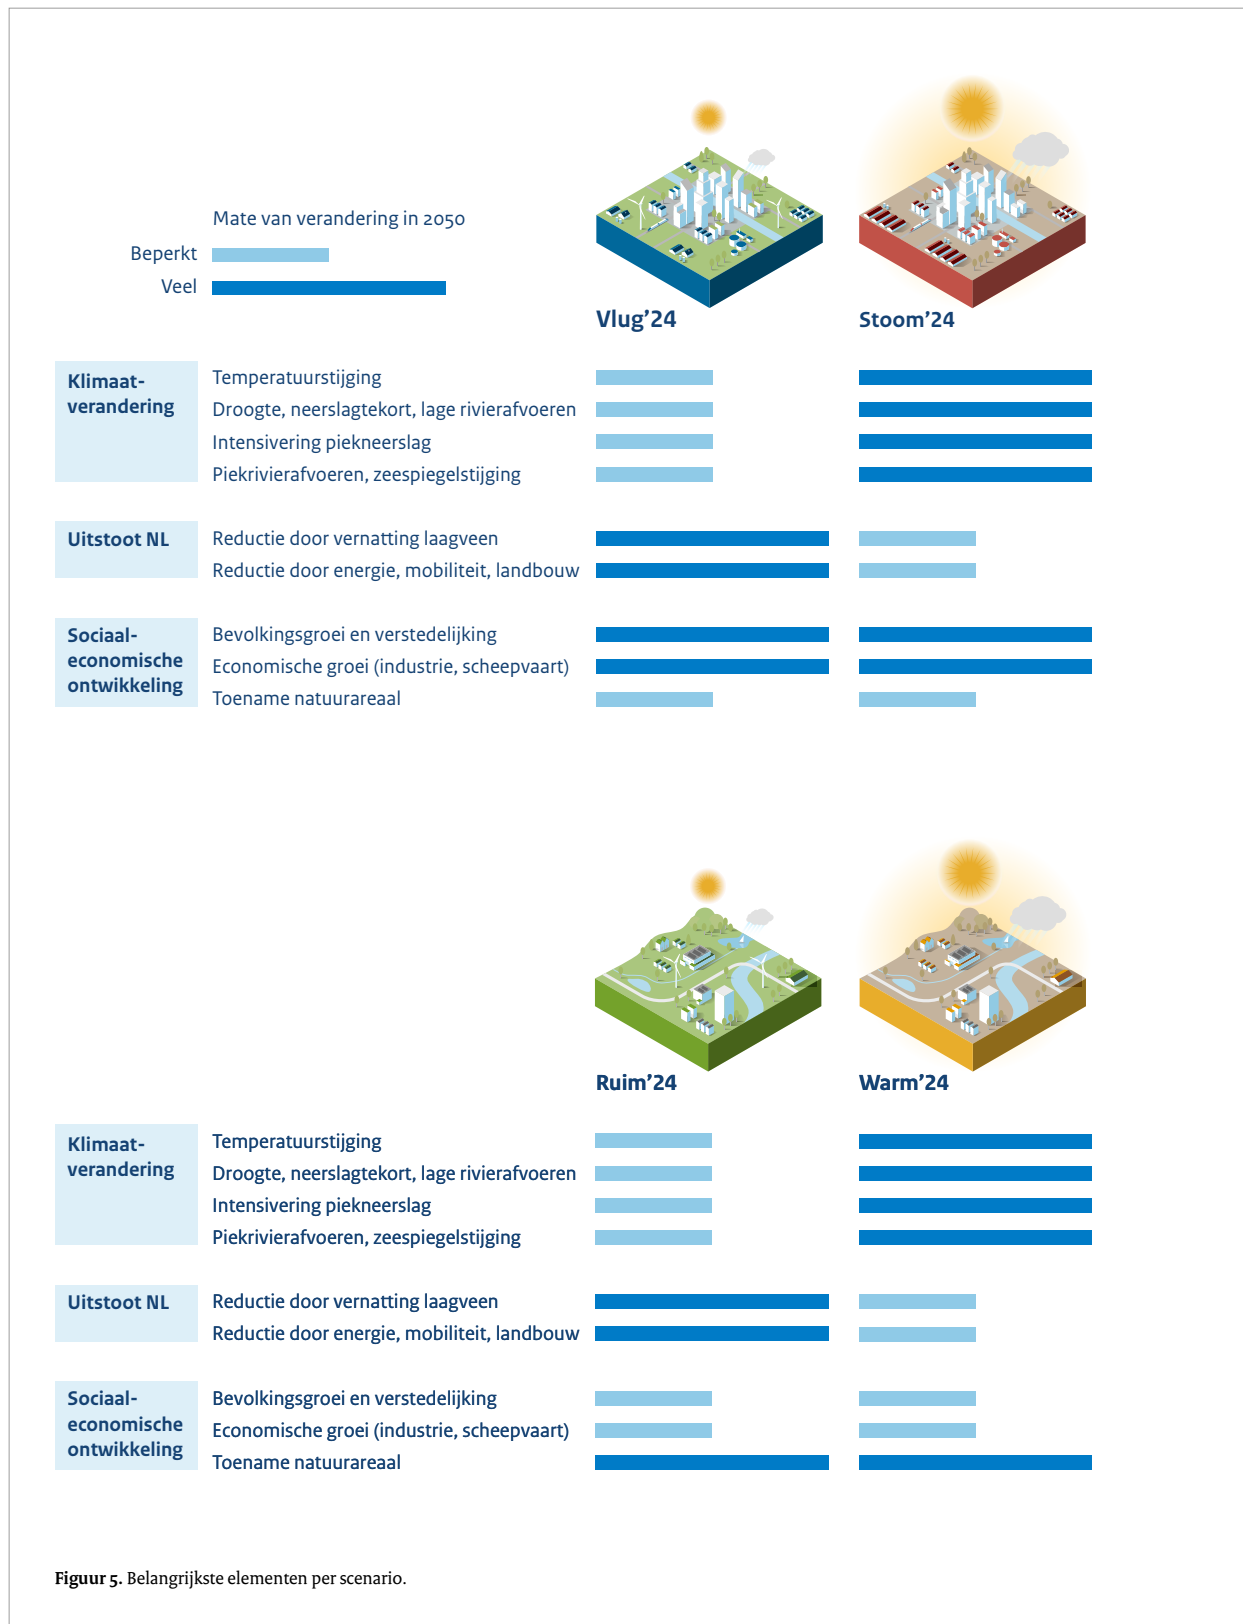 Mate van verandering in 2050
Beperkt
Veel
Vlug’24
Stoom’24
Klimaat-
verandering
Temperatuurstijging
Droogte, neerslagtekort, lage rivierafvoeren
Intensivering piekneerslag
Piekrivierafvoeren, zeespiegelstijging
Uitstoot NL
Reductie door vernatting laagveen
Reductie door energie, mobiliteit, landbouw
Sociaal-
economische
ontwikkeling
Bevolkingsgroei en verstedelijking
Economische groei (industrie, scheepvaart)
Toename natuurareaal
Ruim’24
Warm’24
Klimaat-
verandering
Temperatuurstijging
Droogte, neerslagtekort, lage rivierafvoeren
Intensivering piekneerslag
Piekrivierafvoeren, zeespiegelstijging
Uitstoot NL
Reductie door vernatting laagveen
Reductie door energie, mobiliteit, landbouw
Sociaal-
economische
ontwikkeling
Bevolkingsgroei en verstedelijking
Economische groei (industrie, scheepvaart)
Toename natuurareaal
Figuur 5. Belangrijkste elementen per scenario.